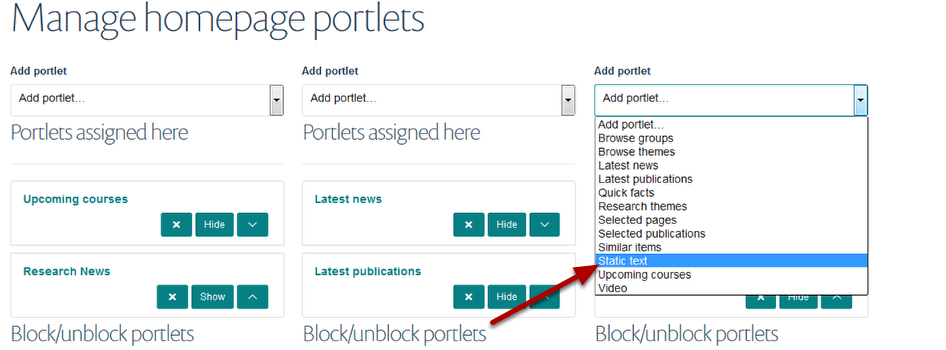 Manage homepage portlets
Add portlet
Add portlet...
Portlets assigned here
Upcoming courses
Hide
Research News
Show
Block/unblock portlets
Add portlet
Add portlet...
Portlets assigned here
Latest news
Hide
Latest publications
Hide
Block/unblock portlets
Add portlet
Add portlet...
Add portlet...
Browse groups
Browse themes
Latest news
Latest publications
Quick facts
Research themes
Selected pages
Selected publications
Similar items
Static text
Upcoming courses
Video
Hide
Block/unblock portlets